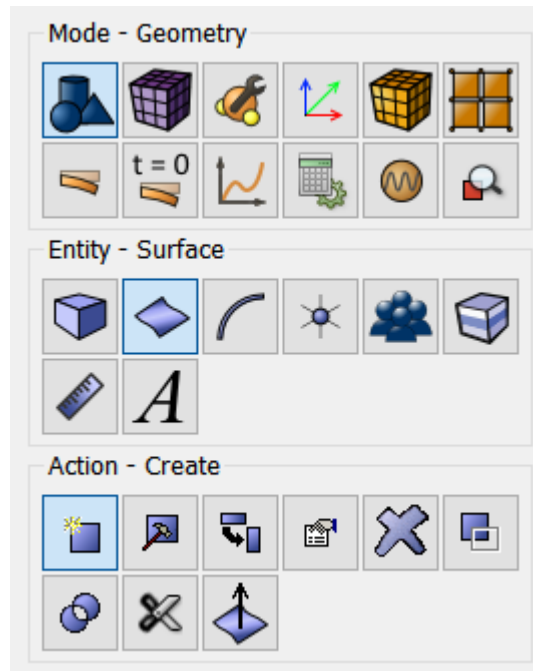 Mode - Geometry
t = 0
Entity - Surface
A
Action - Create